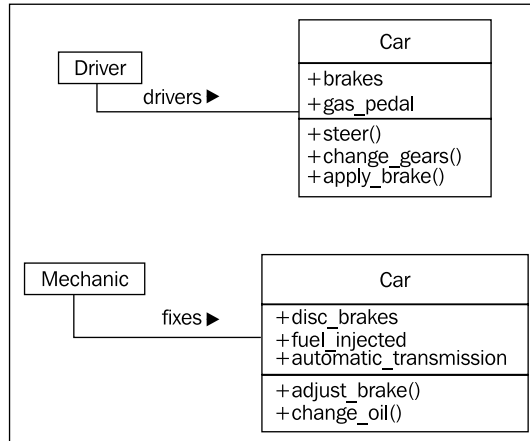 Driver
drivers ▶
Car
+brakes
+gas_pedal
+steer()
+change_gears()
+apply_brake()
Mechanic
fixes ▶
Car
+disc_brakes
+fuel_injected
+automatic_transmission
+adjust_brake()
+change_oil()